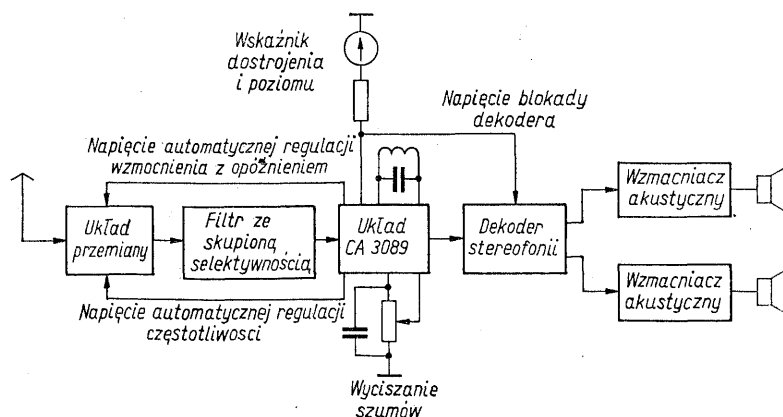 Wskaźnik
dostrojenia
i poziomu
Napięcie blokady
dekodera
Napięcie automatycznej regulacji
wzmocnienia z opóźnieniem
Układ
przemiany
Filtr ze
skupioną
selektywnością
Układ
CA 3089
Dekoder
stereofonii
Wzmacniacz
akustyczny
Wzmacniacz
akustyczny
Napięcie automatycznej regulacji
częstotliwosci
Wyciszanie
szumów